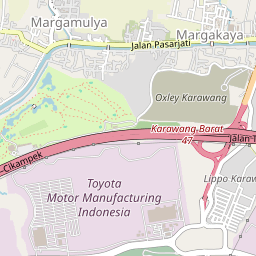 Margamulya
Margakaya
Jalan Pasarjati
Oxley Karawang
Karawang Barat
47
Jalan T
Cikampek
Toyota
Motor Manufacturing
Indonesia
Lippo Karaw